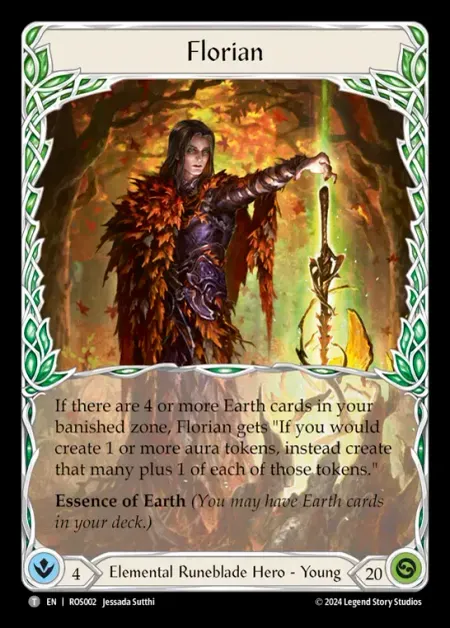 Florian
If there are 4 or more Earth cards in your
banished zone, Florian gets "If you would
create 1 or more aura tokens, instead create
that many plus 1 of each of those tokens."
Essence of Earth (You may have Earth cards
in your deck.)
4 Elemental Runeblade Hero - Young 20
T EN | ROS002 Jessada Sutthi © 2024 Legend Story Studios